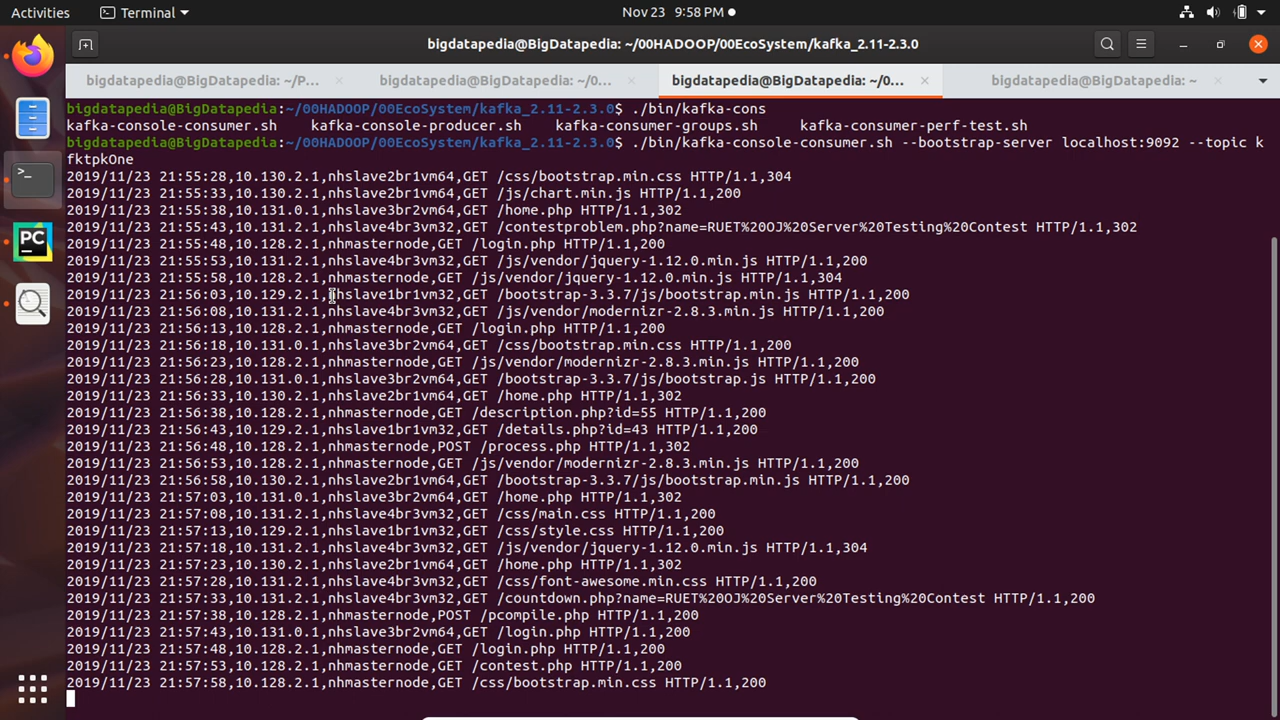 Activities Terminal Nov 23 9:58 PM
bigdatapedia@BigDatapedia: ~/00HADOOP/00EcoSystem/kafka_2.11-2.3.0
bigdatapedia@BigDatapedia: ~/P... bigdatapedia@BigDatapedia: ~/0... bigdatapedia@BigDatapedia: ~/0... bigdatapedia@BigDatapedia: ~
bigdatapedia@BigDatapedia:~/00HADOOP/00EcoSystem/kafka_2.11-2.3.0$ ./bin/kafka-cons
kafka-console-consumer.sh kafka-console-producer.sh kafka-consumer-groups.sh kafka-consumer-perf-test.sh
bigdatapedia@BigDatapedia:~/00HADOOP/00EcoSystem/kafka_2.11-2.3.0$ ./bin/kafka-console-consumer.sh --bootstrap-server localhost:9092 --topic k
fktpkOne
2019/11/23 21:55:28,10.130.2.1,nhslave2br1vm64,GET /css/bootstrap.min.css HTTP/1.1,304
2019/11/23 21:55:33,10.130.2.1,nhslave2br1vm64,GET /js/chart.min.js HTTP/1.1,200
2019/11/23 21:55:38,10.131.0.1,nhslave3br2vm64,GET /home.php HTTP/1.1,302
2019/11/23 21:55:43,10.131.2.1,nhslave4br3vm32,GET /contestproblem.php?name=RUET%20OJ%20Server%20Testing%20Contest HTTP/1.1,302
2019/11/23 21:55:48,10.128.2.1,nhmasternode,GET /login.php HTTP/1.1,200
2019/11/23 21:55:53,10.131.2.1,nhslave4br3vm32,GET /js/vendor/jquery-1.12.0.min.js HTTP/1.1,200
2019/11/23 21:55:58,10.128.2.1,nhmasternode,GET /js/vendor/jquery-1.12.0.min.js HTTP/1.1,304
2019/11/23 21:56:03,10.129.2.1,nhslave1br1vm32,GET /bootstrap-3.3.7/js/bootstrap.min.js HTTP/1.1,200
2019/11/23 21:56:08,10.131.2.1,nhslave4br3vm32,GET /js/vendor/modernizr-2.8.3.min.js HTTP/1.1,200
2019/11/23 21:56:13,10.128.2.1,nhmasternode,GET /login.php HTTP/1.1,200
2019/11/23 21:56:18,10.131.0.1,nhslave3br2vm64,GET /css/bootstrap.min.css HTTP/1.1,200
2019/11/23 21:56:23,10.128.2.1,nhmasternode,GET /js/vendor/modernizr-2.8.3.min.js HTTP/1.1,200
2019/11/23 21:56:28,10.131.0.1,nhslave3br2vm64,GET /bootstrap-3.3.7/js/bootstrap.js HTTP/1.1,200
2019/11/23 21:56:33,10.130.2.1,nhslave2br1vm64,GET /home.php HTTP/1.1,302
2019/11/23 21:56:38,10.128.2.1,nhmasternode,GET /description.php?id=55 HTTP/1.1,200
2019/11/23 21:56:43,10.129.2.1,nhslave1br1vm32,GET /details.php?id=43 HTTP/1.1,200
2019/11/23 21:56:48,10.128.2.1,nhmasternode,POST /process.php HTTP/1.1,302
2019/11/23 21:56:53,10.128.2.1,nhmasternode,GET /js/vendor/modernizr-2.8.3.min.js HTTP/1.1,200
2019/11/23 21:56:58,10.130.2.1,nhslave2br1vm64,GET /bootstrap-3.3.7/js/bootstrap.min.js HTTP/1.1,200
2019/11/23 21:57:03,10.131.0.1,nhslave3br2vm64,GET /home.php HTTP/1.1,302
2019/11/23 21:57:08,10.131.2.1,nhslave4br3vm32,GET /css/main.css HTTP/1.1,200
2019/11/23 21:57:13,10.129.2.1,nhslave1br1vm32,GET /css/style.css HTTP/1.1,200
2019/11/23 21:57:18,10.131.2.1,nhslave4br3vm32,GET /js/vendor/jquery-1.12.0.min.js HTTP/1.1,304
2019/11/23 21:57:23,10.130.2.1,nhslave2br1vm64,GET /home.php HTTP/1.1,302
2019/11/23 21:57:28,10.131.2.1,nhslave4br3vm32,GET /css/font-awesome.min.css HTTP/1.1,200
2019/11/23 21:57:33,10.131.2.1,nhslave4br3vm32,GET /countdown.php?name=RUET%20OJ%20Server%20Testing%20Contest HTTP/1.1,200
2019/11/23 21:57:38,10.128.2.1,nhmasternode,POST /pcompile.php HTTP/1.1,200
2019/11/23 21:57:43,10.131.0.1,nhslave3br2vm64,GET /login.php HTTP/1.1,200
2019/11/23 21:57:48,10.128.2.1,nhmasternode,GET /login.php HTTP/1.1,200
2019/11/23 21:57:53,10.128.2.1,nhmasternode,GET /contest.php HTTP/1.1,200
2019/11/23 21:57:58,10.128.2.1,nhmasternode,GET /css/bootstrap.min.css HTTP/1.1,200